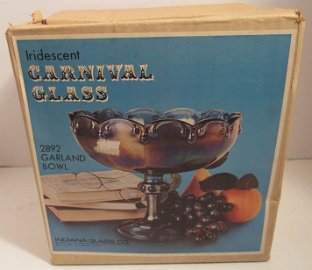 Iridescent
CARNIVAL
GLASS
2892
GARLAND
BOWL
INDIANA GLASS CO.